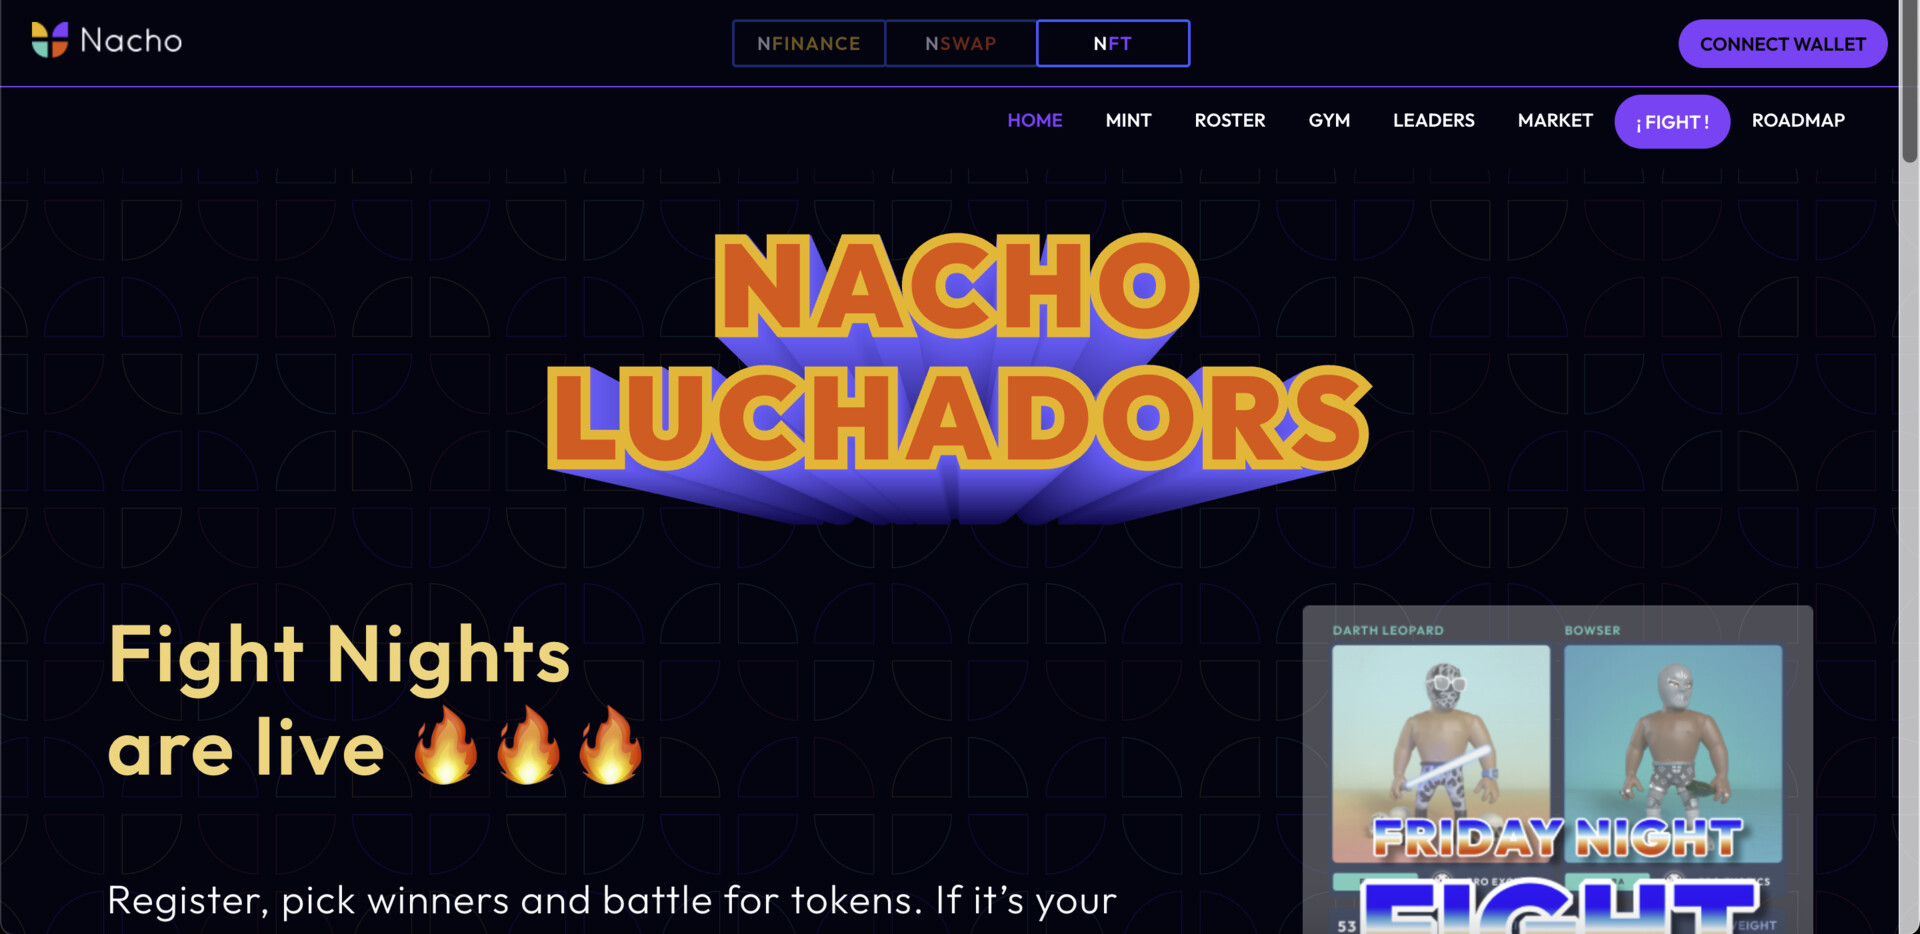 Nacho
NFINANCE
NSWAP
NFT
CONNECT WALLET
HOME
MINT
ROSTER
GYM
LEADERS
MARKET
¡FIGHT!
ROADMAP
NACHO
LUCHADORS
Fight Nights
are live 🔥🔥🔥
Register, pick winners and battle for tokens. If it’s your
DARTH LEOPARD
BOWSER
FRIDAY NIGHT
FIGHT
53